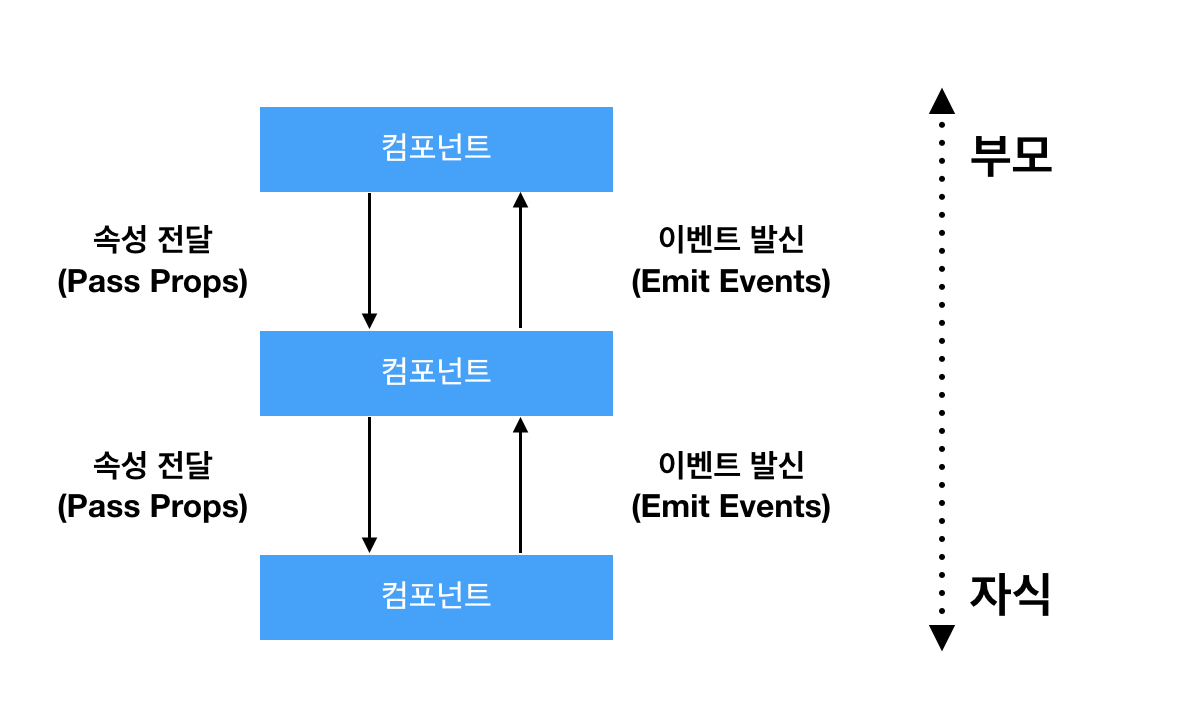 컴포넌트
부모
속성 전달
(Pass Props)
이벤트 발신
(Emit Events)
컴포넌트
속성 전달
(Pass Props)
이벤트 발신
(Emit Events)
컴포넌트
자식